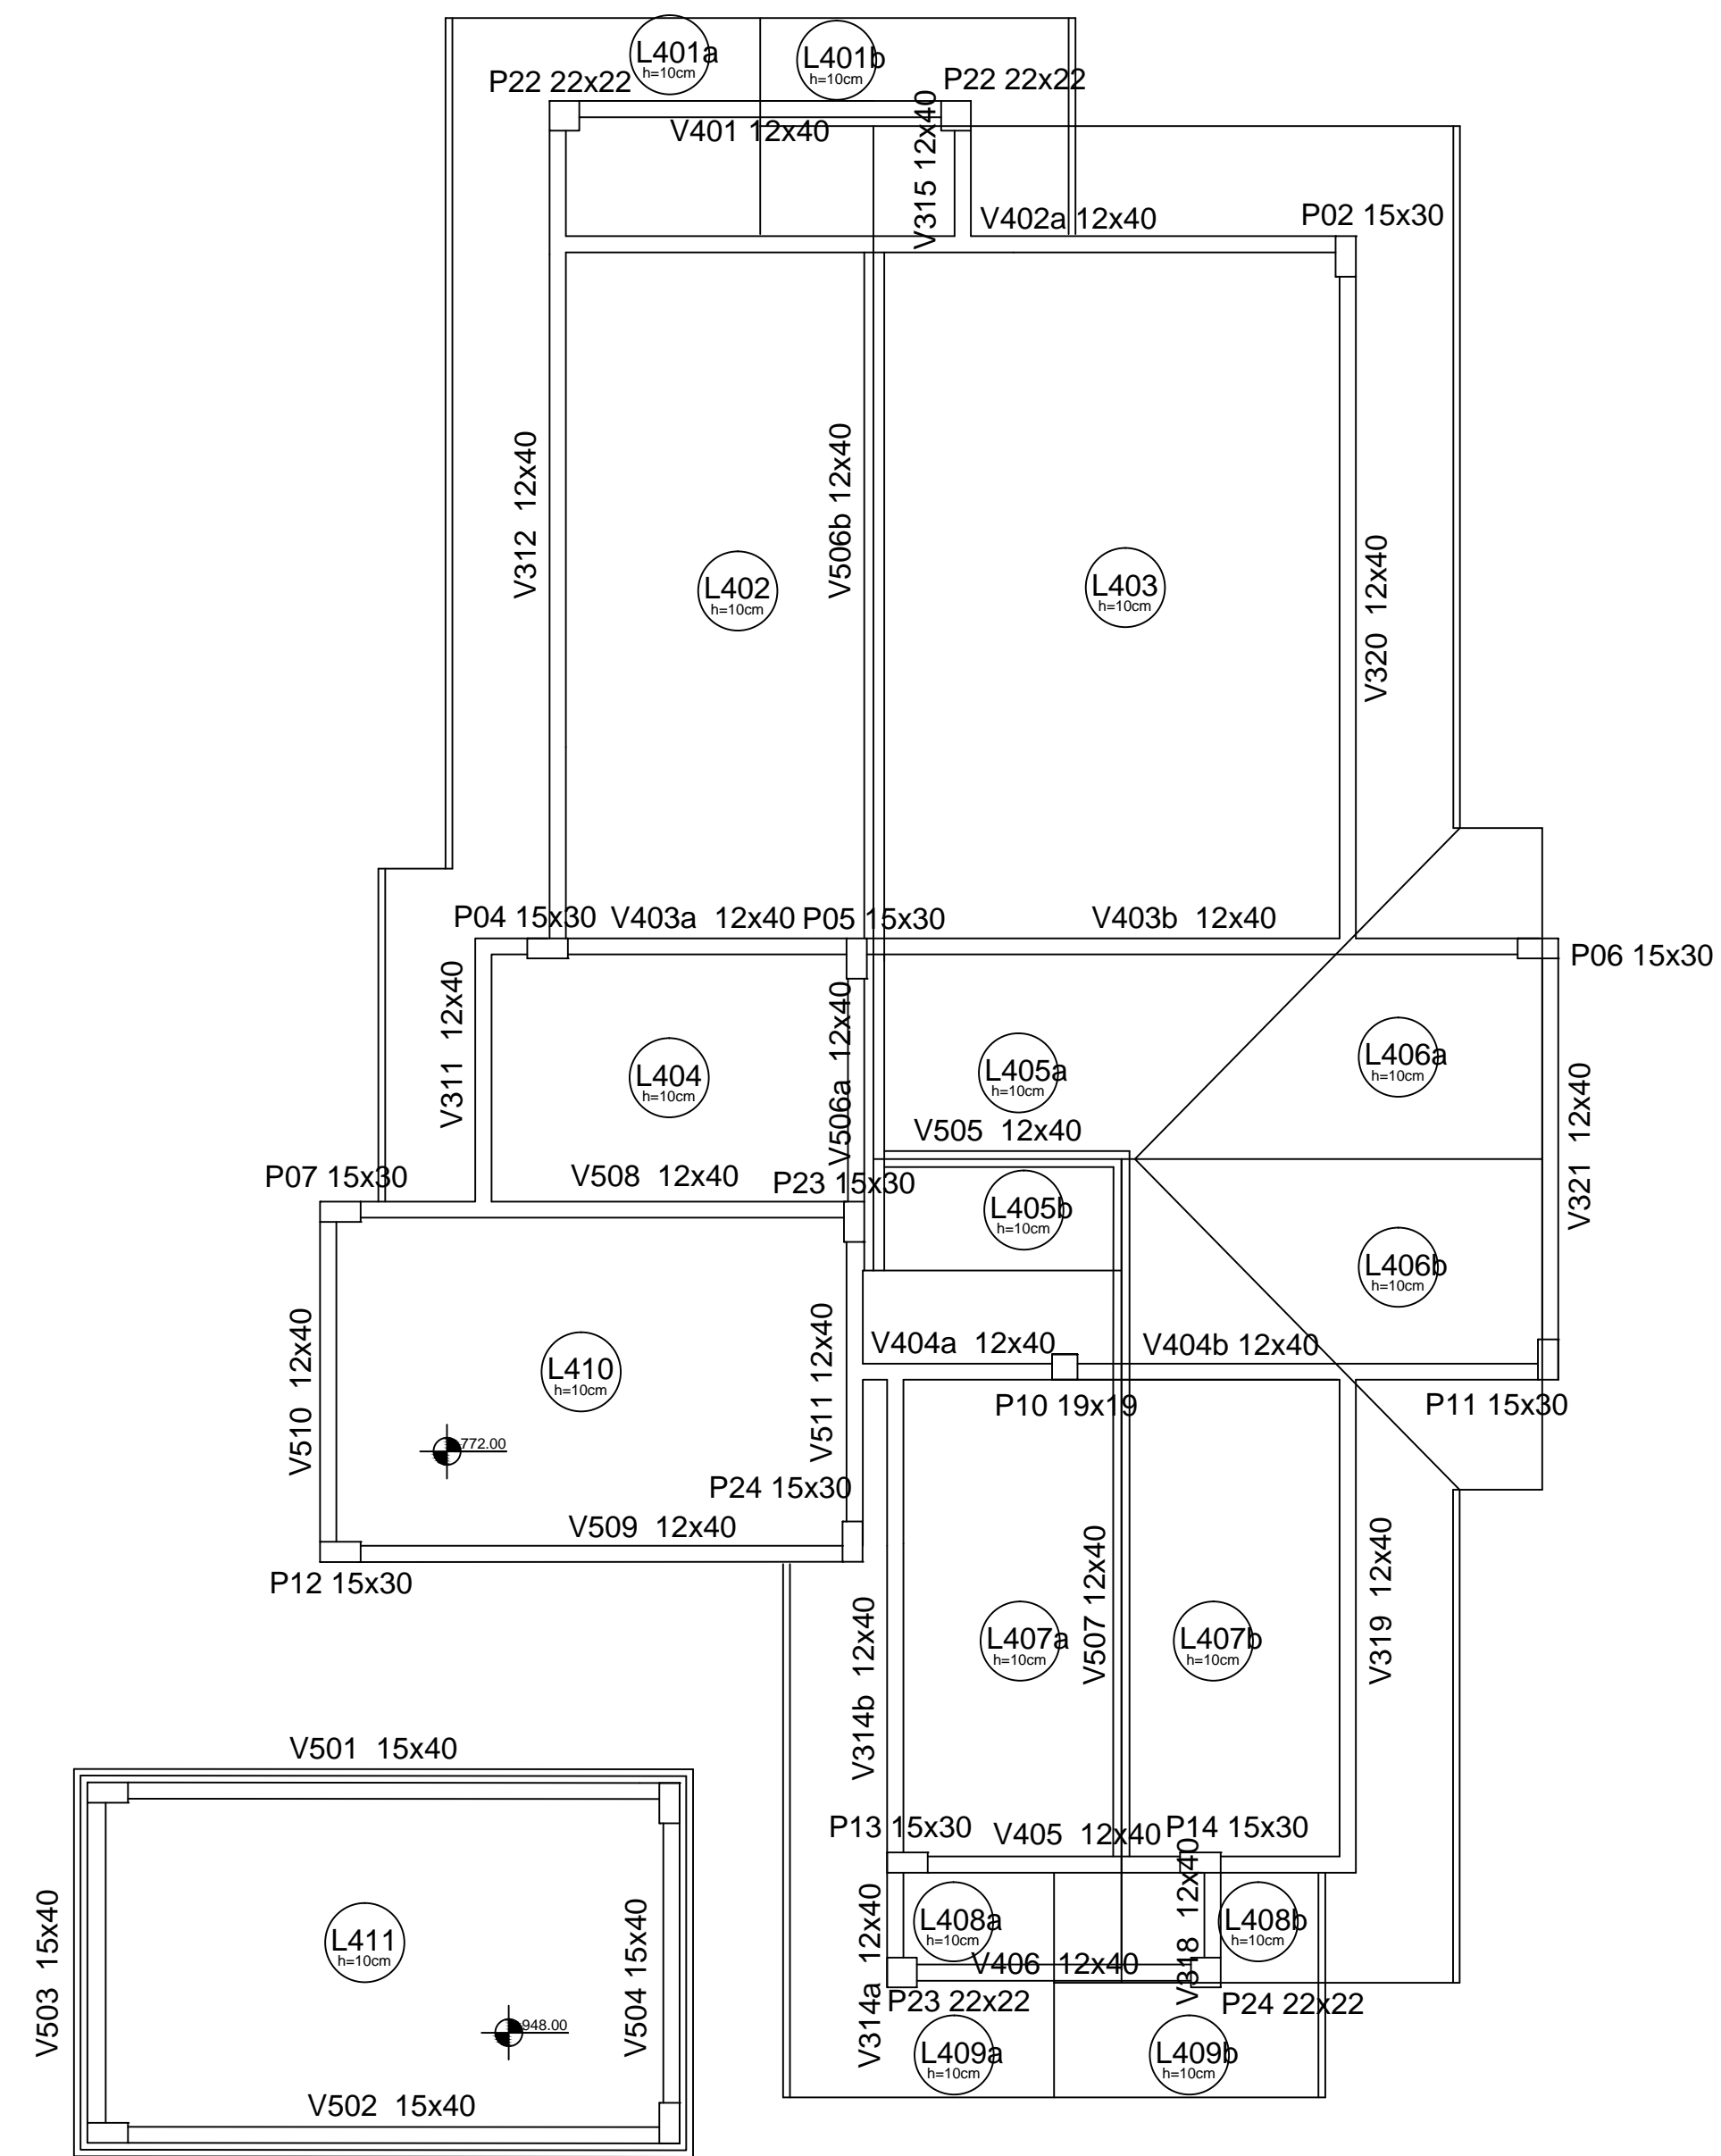 L401a
h=10cm
L401b
h=10cm
P22 22x22
P22 22x22
V401 12x40
V315 12x40
V402a 12x40
P02 15x30
V312 12x40
V506b 12x40
L402
h=10cm
L403
h=10cm
V320 12x40
P04 15x30
V403a 12x40
P05 15x30
V403b 12x40
P06 15x30
V311 12x40
L404
h=10cm
V506a 12x40
L405a
h=10cm
L406a
h=10cm
V505 12x40
V321 12x40
P07 15x30
V508 12x40
P23 15x30
L405b
h=10cm
L406b
h=10cm
V510 12x40
L410
h=10cm
V511 12x40
V404a 12x40
V404b 12x40
P10 19x19
P11 15x30
772.00
P24 15x30
V509 12x40
P12 15x30
V314b 12x40
L407a
h=10cm
V507 12x40
L407b
h=10cm
V319 12x40
V501 15x40
P13 15x30
V405 12x40
P14 15x30
V503 15x40
L411
h=10cm
V504 15x40
V314a 12x40
L408a
h=10cm
V318 12x40
L408b
h=10cm
V406 12x40
P23 22x22
P24 22x22
948.00
L409a
h=10cm
L409b
h=10cm
V502 15x40